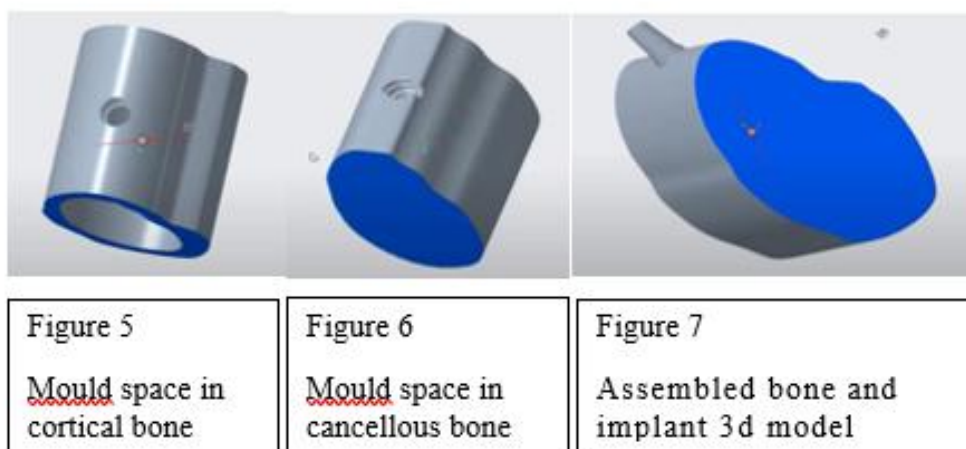 Figure 5
Mould space in
cortical bone
Figure 6
Mould space in
cancellous bone
Figure 7
Assembled bone and
implant 3d model